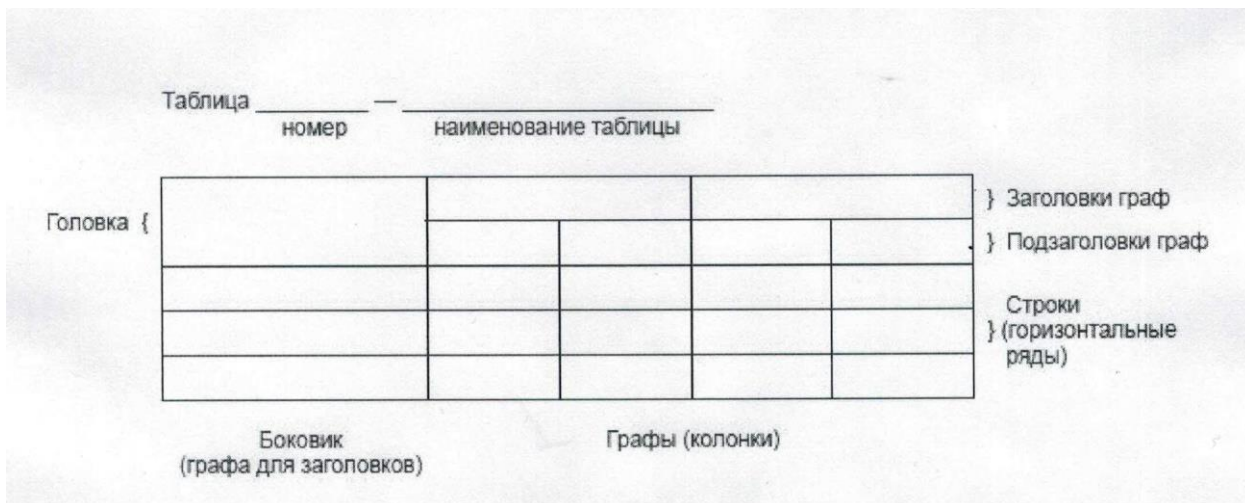 Таблица _________ — _________________________
номер наименование таблицы
Головка {
} Заголовки граф
} Подзаголовки граф
Строки
} (горизонтальные
ряды)
Боковик
(графа для заголовков)
Графы (колонки)